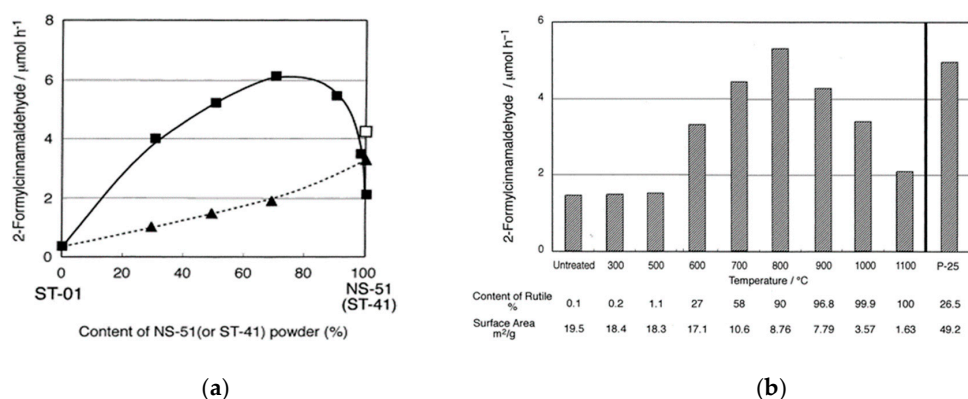 8
6
4
2
0
2-Formylcinnamaldehyde / μmol h⁻¹
0 20 40 60 80 100
ST-01
NS-51
(ST-41)
Content of NS-51(or ST-41) powder (%)
(a)
6
4
2
0
2-Formylcinnamaldehyde / μmol h⁻¹
Untreated 300 500 600 700 800 900 1000 1100 P-25
Temperature / °C
Content of Rutile % 0.1 0.2 1.1 27 58 90 96.8 99.9 100 26.5
Surface Area m²/g 19.5 18.4 18.3 17.1 10.6 8.76 7.79 3.57 1.63 49.2
(b)